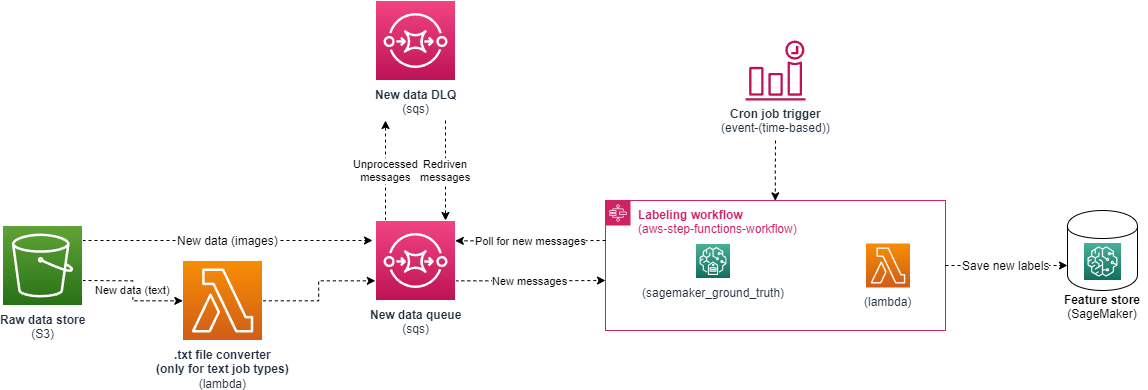 New data DLQ
(sqs)
Cron job trigger
(event-(time-based))
Unprocessed
messages
Redriven
messages
Labeling workflow
(aws-step-functions-workflow)
New data (images)
Poll for new messages
New data (text)
New messages
Save new labels
(sagemaker_ground_truth)
(lambda)
Feature store
(SageMaker)
Raw data store
(S3)
New data queue
(sqs)
.txt file converter
(only for text job types)
(lambda)